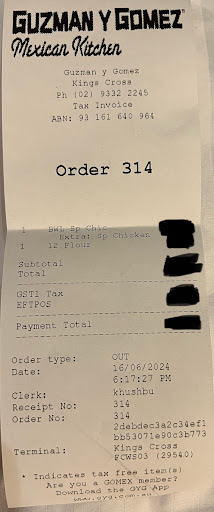 GUZMAN Y GOMEZ
Mexican Kitchen
Guzman y Gomez
Kings Cross
Ph (02) 9332 2245
Tax Invoice
ABN: 93 161 640 964
Order 314
1 BWL Sp Chic
Extra: Sp Chicken
1 12 Flour
Subtotal
Total
GST1 Tax
EFTPOS
Payment Total
Order type: OUT
Date: 16/06/2024
6:17:27 PM
Clerk: khushbu
Receipt No: 314
Order No: 314
2debdec3a2c34ef1
bb53071e90c3b773
Terminal: Kings Cross
FCWS03 (29540)
* Indicates tax free item(s)
Are you a GOMEX member?
Download the GYG App